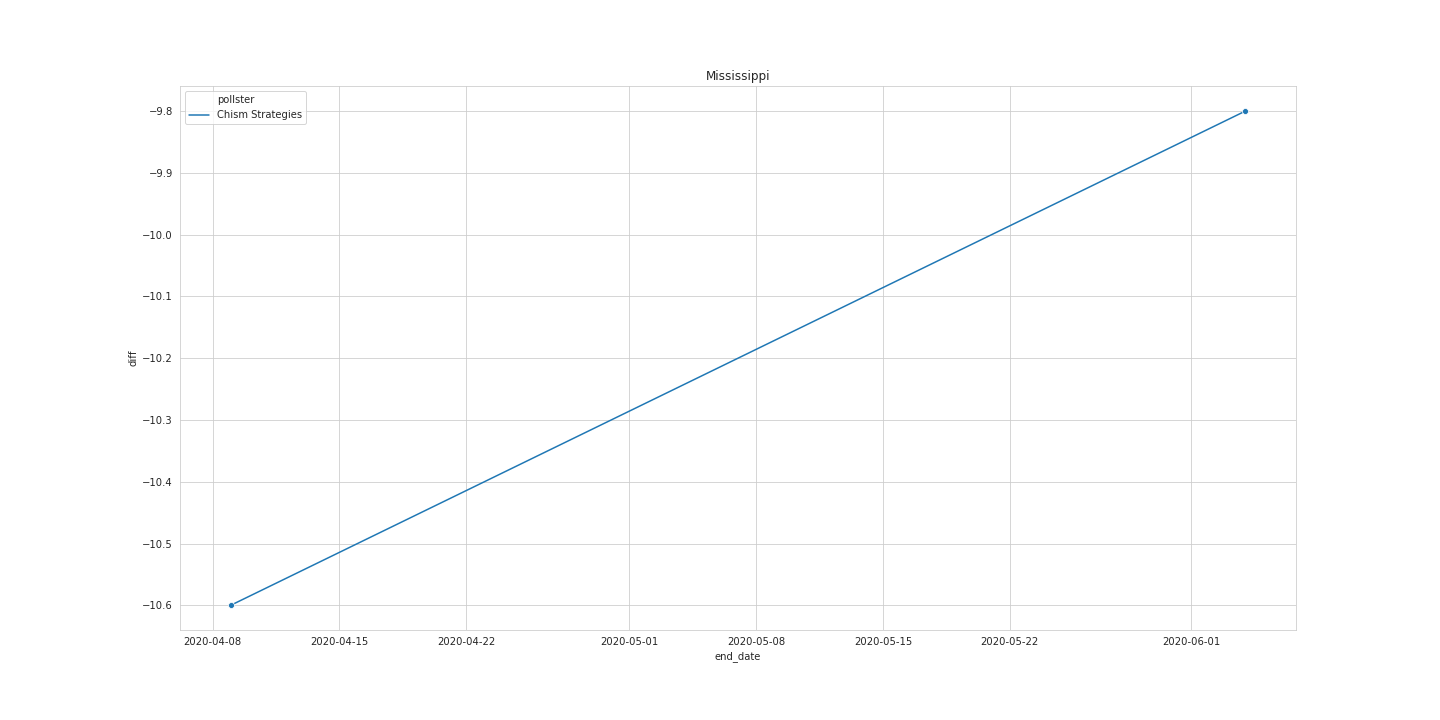 Mississippi
pollster
Chism Strategies
−9.8
−9.9
−10.0
−10.1
−10.2
−10.3
−10.4
−10.5
−10.6
diff
2020-04-08 2020-04-15 2020-04-22 2020-05-01 2020-05-08 2020-05-15 2020-05-22 2020-06-01
end_date